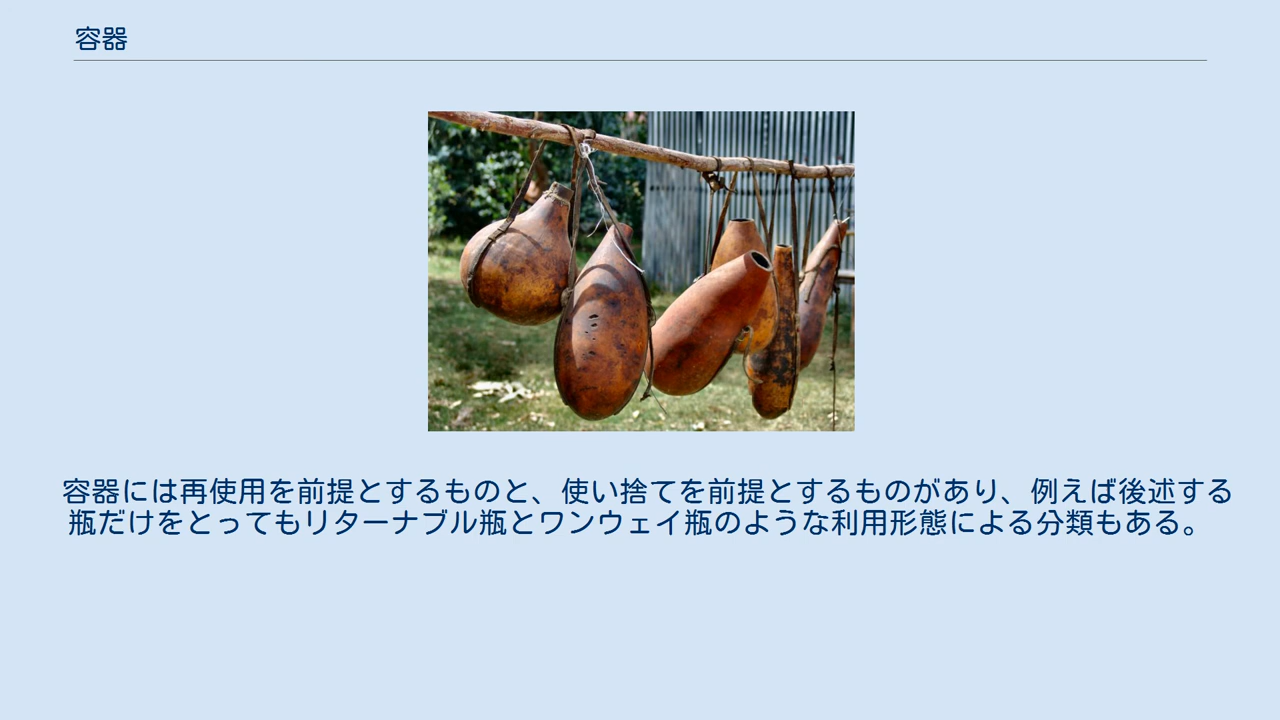 容器
容器には再使用を前提とするものと、使い捨てを前提とするものがあり、例えば後述する
瓶だけをとってもリターナブル瓶とワンウェイ瓶のような利用形態による分類もある。